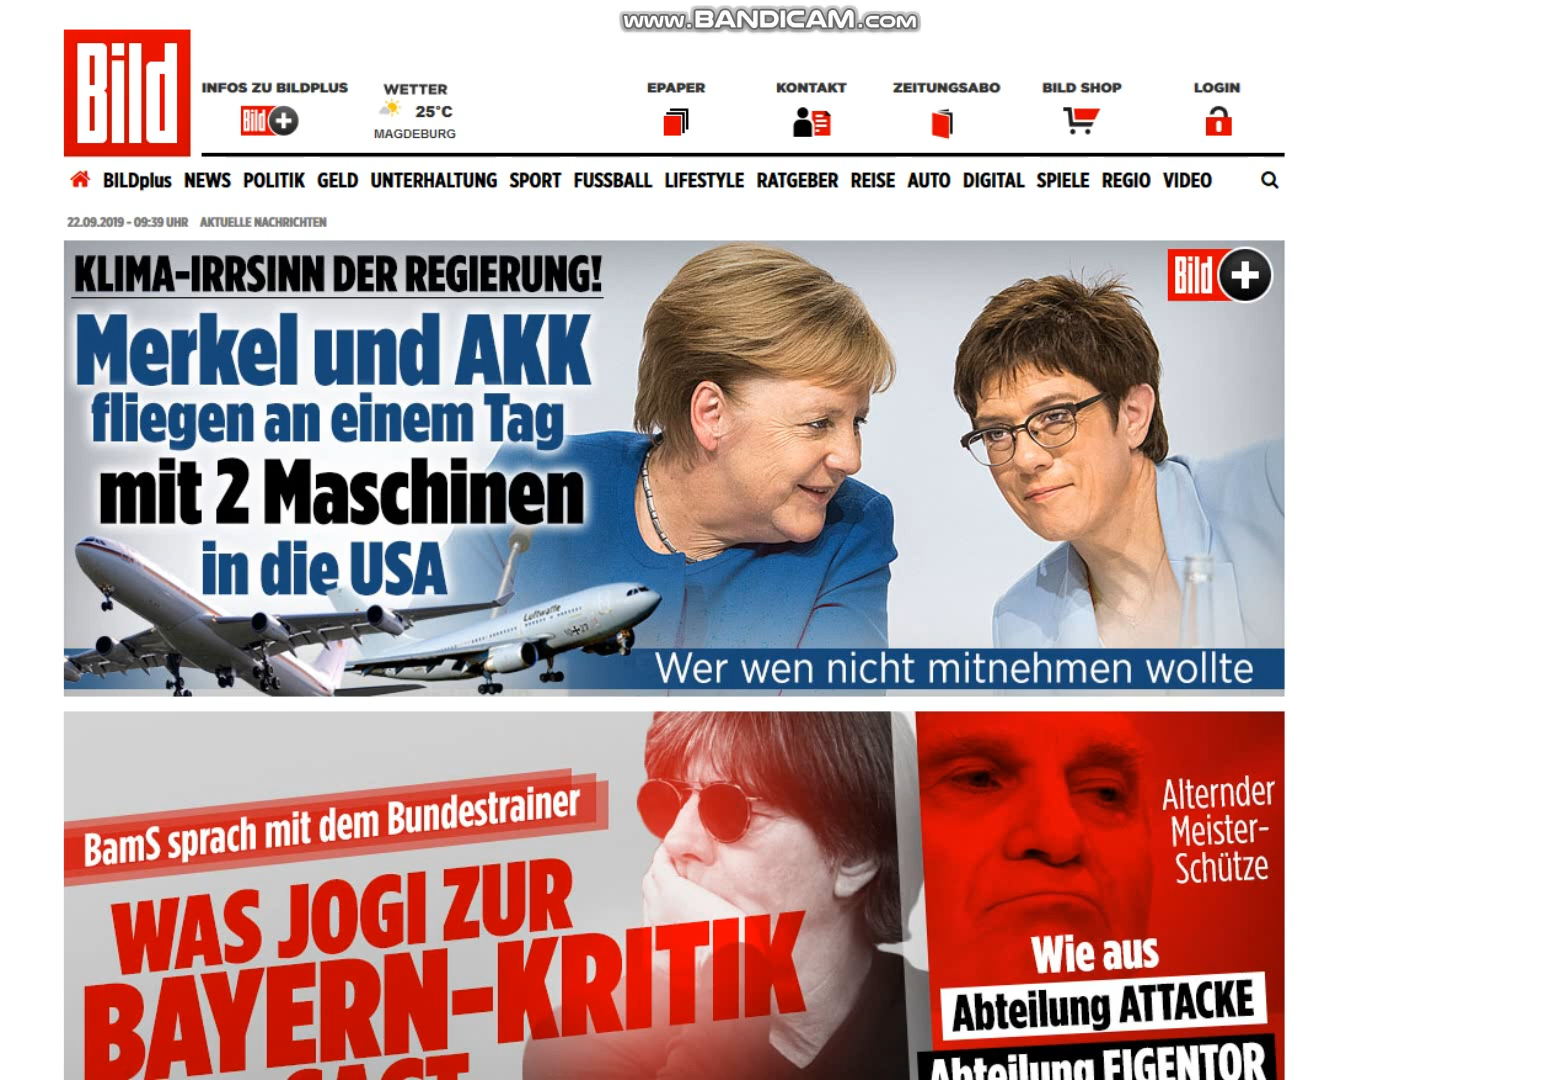 www.BANDICAM.com
Bild
INFOS ZU BILDPLUS
Bild +
WETTER
25°C
MAGDEBURG
EPAPER
KONTAKT
ZEITUNGSABO
BILD SHOP
LOGIN
BILDplus NEWS POLITIK GELD UNTERHALTUNG SPORT FUSSBALL LIFESTYLE RATGEBER REISE AUTO DIGITAL SPIELE REGIO VIDEO
22.09.2019 - 09:39 UHR AKTUELLE NACHRICHTEN
KLIMA-IRRSINN DER REGIERUNG!
Bild +
Merkel und AKK
fliegen an einem Tag
mit 2 Maschinen
in die USA
Luftwaffe
Wer wen nicht mitnehmen wollte
BamS sprach mit dem Bundestrainer
WAS JOGI ZUR
BAYERN-KRITIK
SAGT
Alternder
Meister-
Schütze
Wie aus
Abteilung ATTACKE
Abteilung EIGENTOR